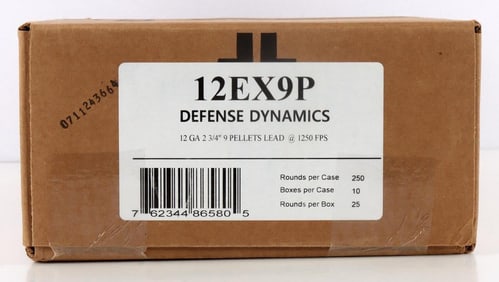 0711243664
12EX9P
DEFENSE DYNAMICS
12 GA 2 3/4" 9 PELLETS LEAD @ 1250 FPS
Rounds per Case 250
Boxes per Case 10
Rounds per Box 25
7 62344 86580 5